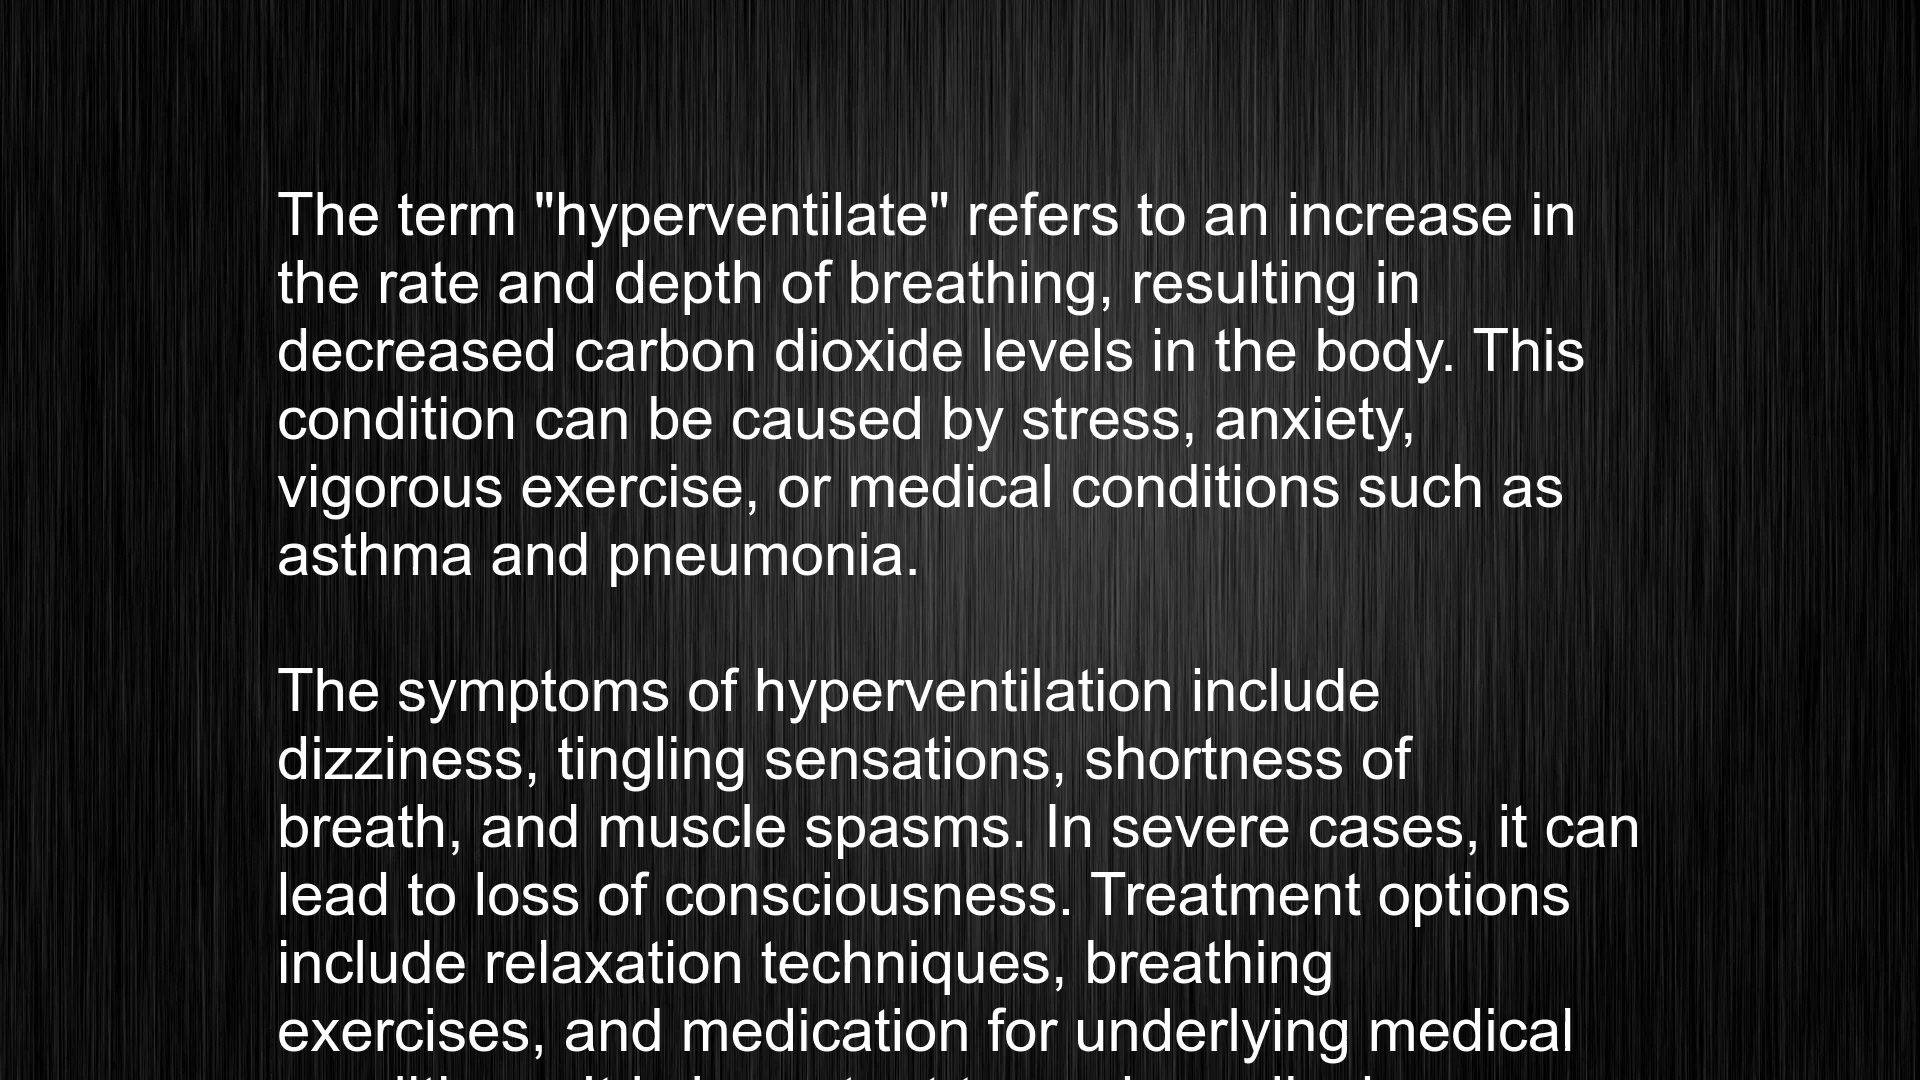 The term "hyperventilate" refers to an increase in
the rate and depth of breathing, resulting in
decreased carbon dioxide levels in the body. This
condition can be caused by stress, anxiety,
vigorous exercise, or medical conditions such as
asthma and pneumonia.
The symptoms of hyperventilation include
dizziness, tingling sensations, shortness of
breath, and muscle spasms. In severe cases, it can
lead to loss of consciousness. Treatment options
include relaxation techniques, breathing
exercises, and medication for underlying medical